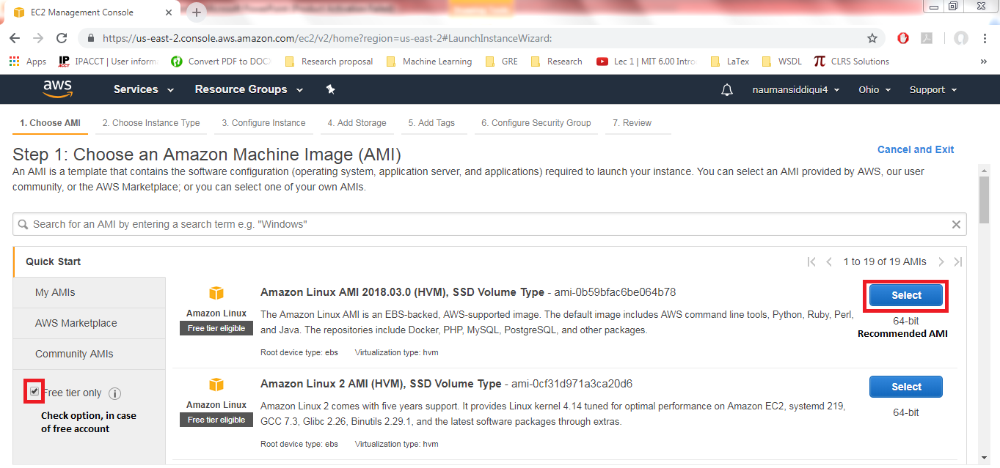 EC2 Management Console
https://us-east-2.console.aws.amazon.com/ec2/v2/home?region=us-east-2#LaunchInstanceWizard:
Apps IPACCT | User inform Convert PDF to DOC Research proposal Machine Learning GRE Research Lec 1 | MIT 6.00 Intro LaTex WSDL CLRS Solutions »
aws Services Resource Groups naumansiddiqui4 Ohio Support
1. Choose AMI 2. Choose Instance Type 3. Configure Instance 4. Add Storage 5. Add Tags 6. Configure Security Group 7. Review
Step 1: Choose an Amazon Machine Image (AMI)
Cancel and Exit
An AMI is a template that contains the software configuration (operating system, application server, and applications) required to launch your instance. You can select an AMI provided by AWS, our user
community, or the AWS Marketplace; or you can select one of your own AMIs.
Search for an AMI by entering a search term e.g. "Windows"
Quick Start
1 to 19 of 19 AMIs
My AMIs
AWS Marketplace
Community AMIs
Free tier only
Check option, in case
of free account
Amazon Linux
Free tier eligible
Amazon Linux AMI 2018.03.0 (HVM), SSD Volume Type - ami-0b59bfac6be064b78
The Amazon Linux AMI is an EBS-backed, AWS-supported image. The default image includes AWS command line tools, Python, Ruby, Perl,
and Java. The repositories include Docker, PHP, MySQL, PostgreSQL, and other packages.
Root device type: ebs Virtualization type: hvm
Select
64-bit
Recommended AMI
Amazon Linux
Free tier eligible
Amazon Linux 2 AMI (HVM), SSD Volume Type - ami-0cf31d971a3ca20d6
Amazon Linux 2 comes with five years support. It provides Linux kernel 4.14 tuned for optimal performance on Amazon EC2, systemd 219,
GCC 7.3, Glibc 2.26, Binutils 2.29.1, and the latest software packages through extras.
Root device type: ebs Virtualization type: hvm
Select
64-bit